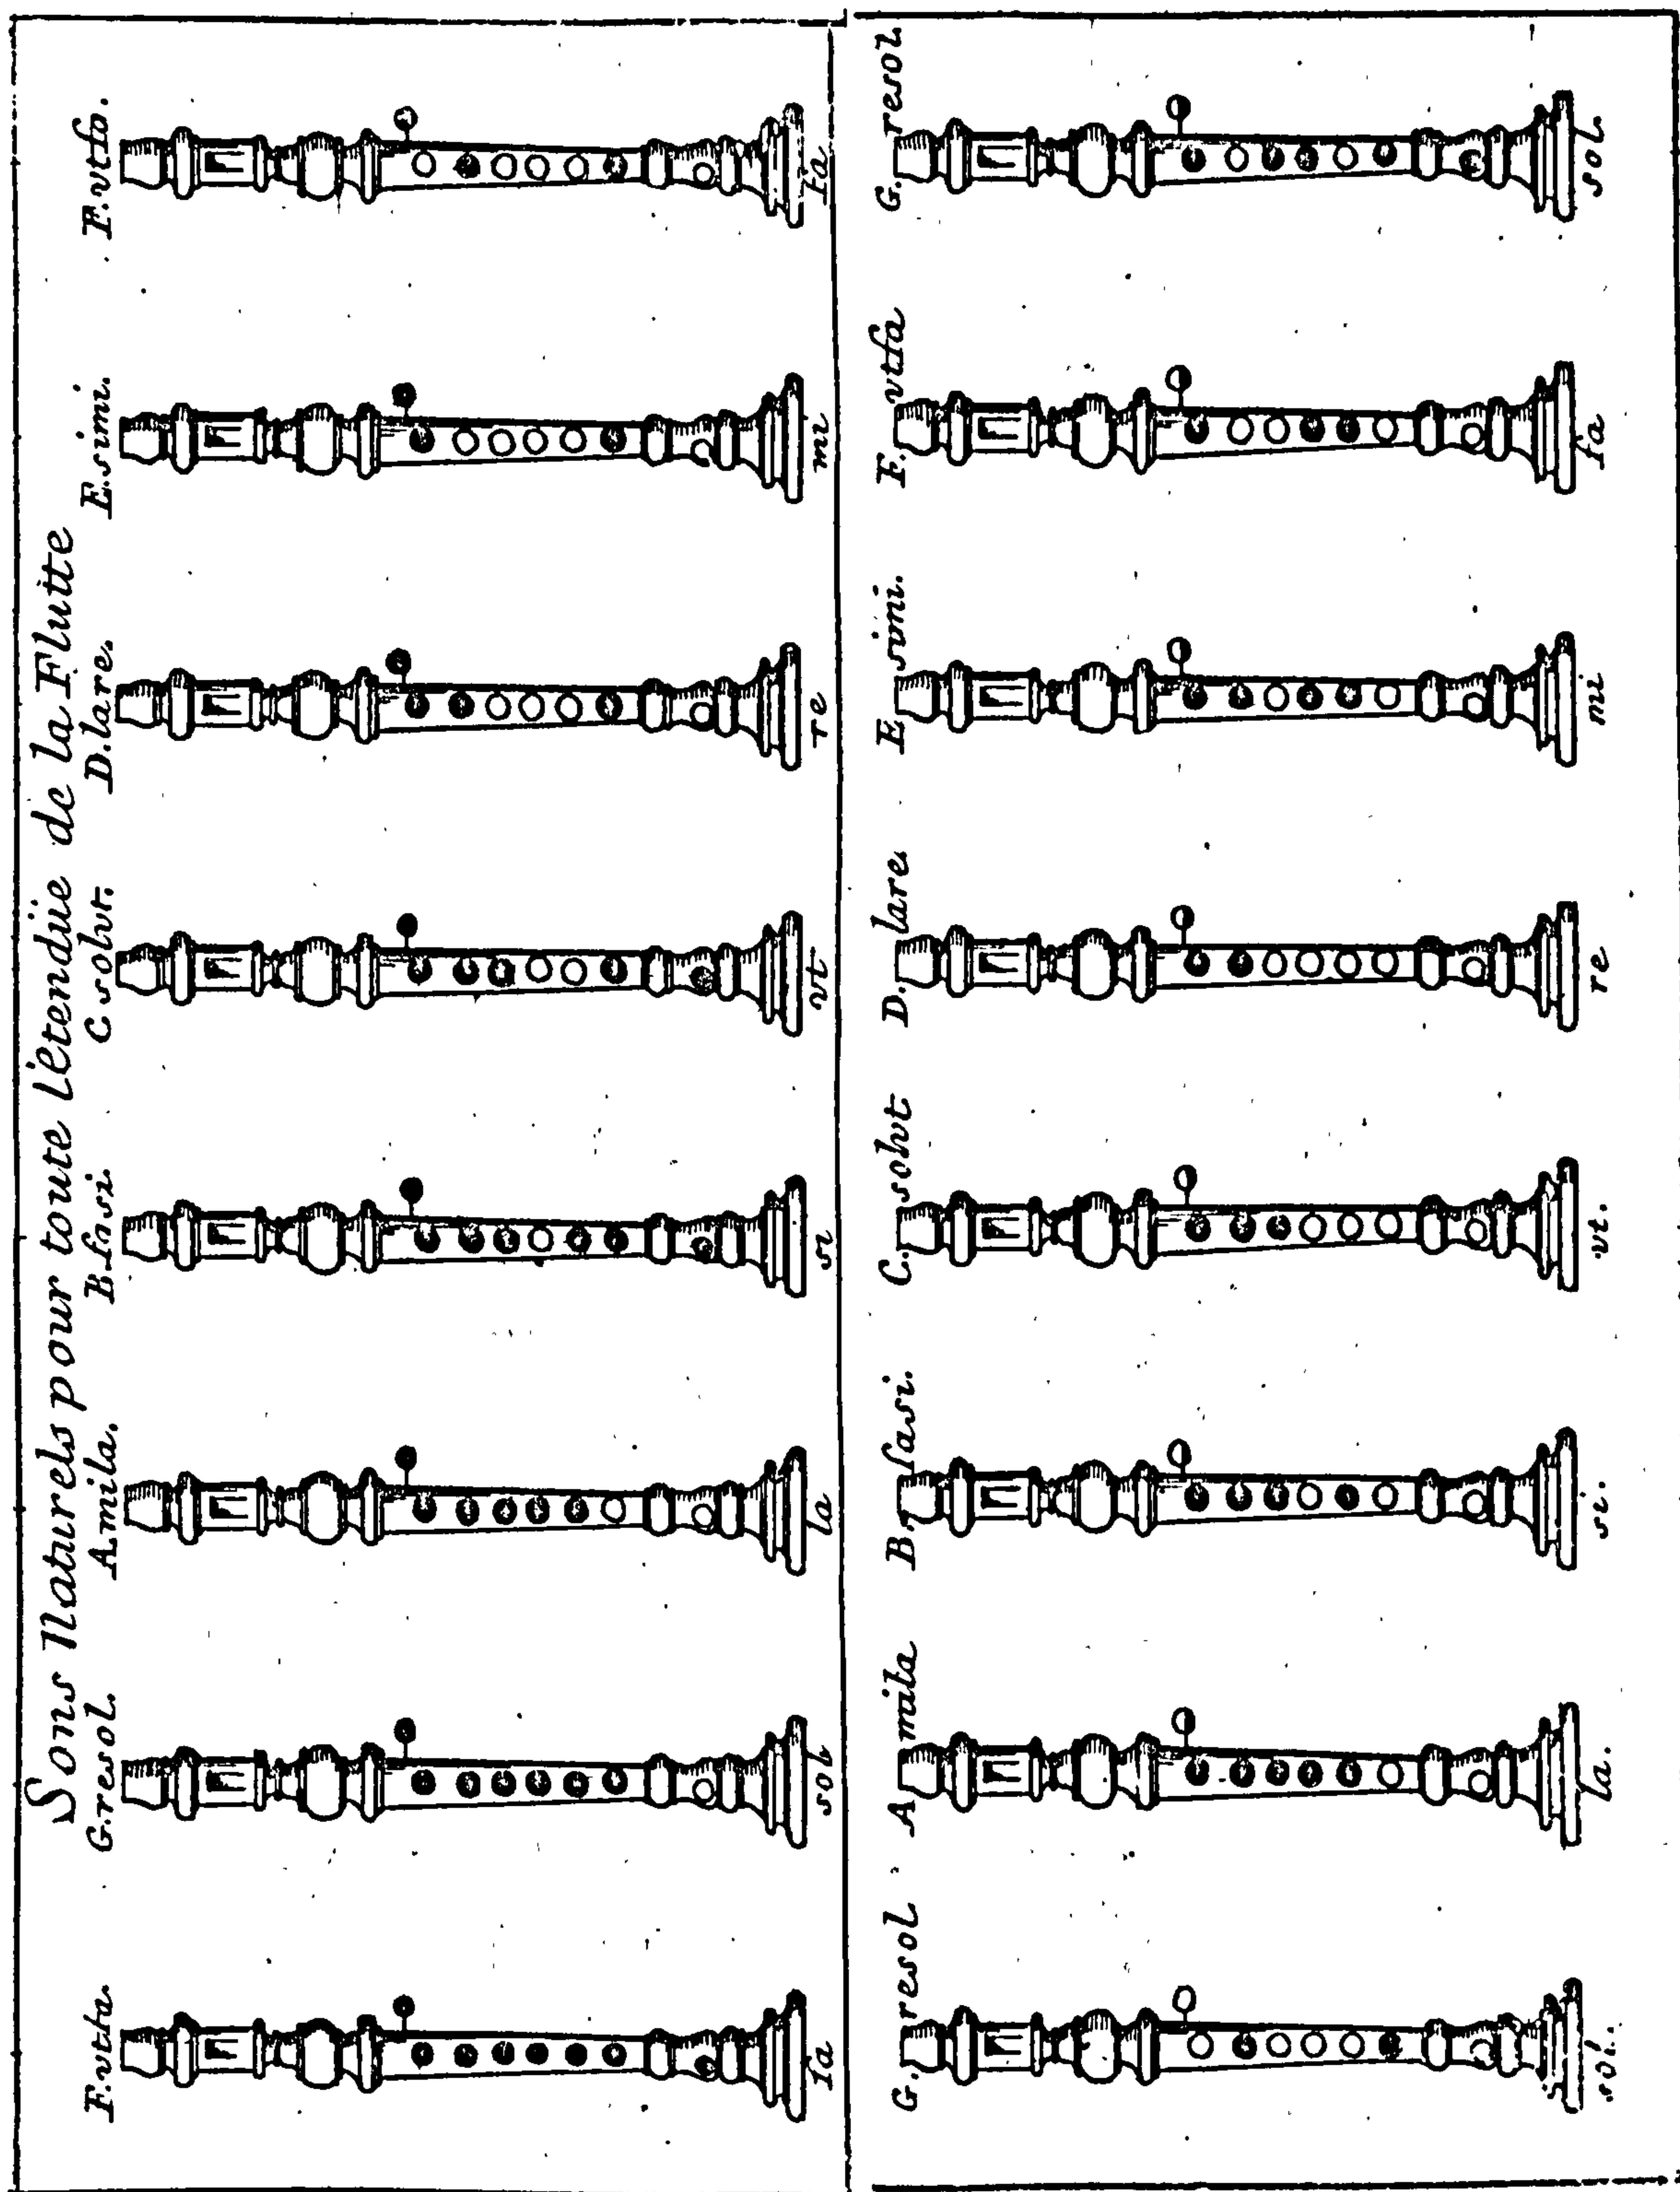 Sons Naturels pour toute L'étendüe de la Flutte
F.vtfa. G.resol. A.mila. B.fasi. C solvt. D.lare. E.simi. F.vtfa.
fa sol la si vt re mi fa
G. resol A mila B. fasi. C. solvt D. lare E simi. F. vtfa G. resol
sol. la. si. vt. re mi fa sol.